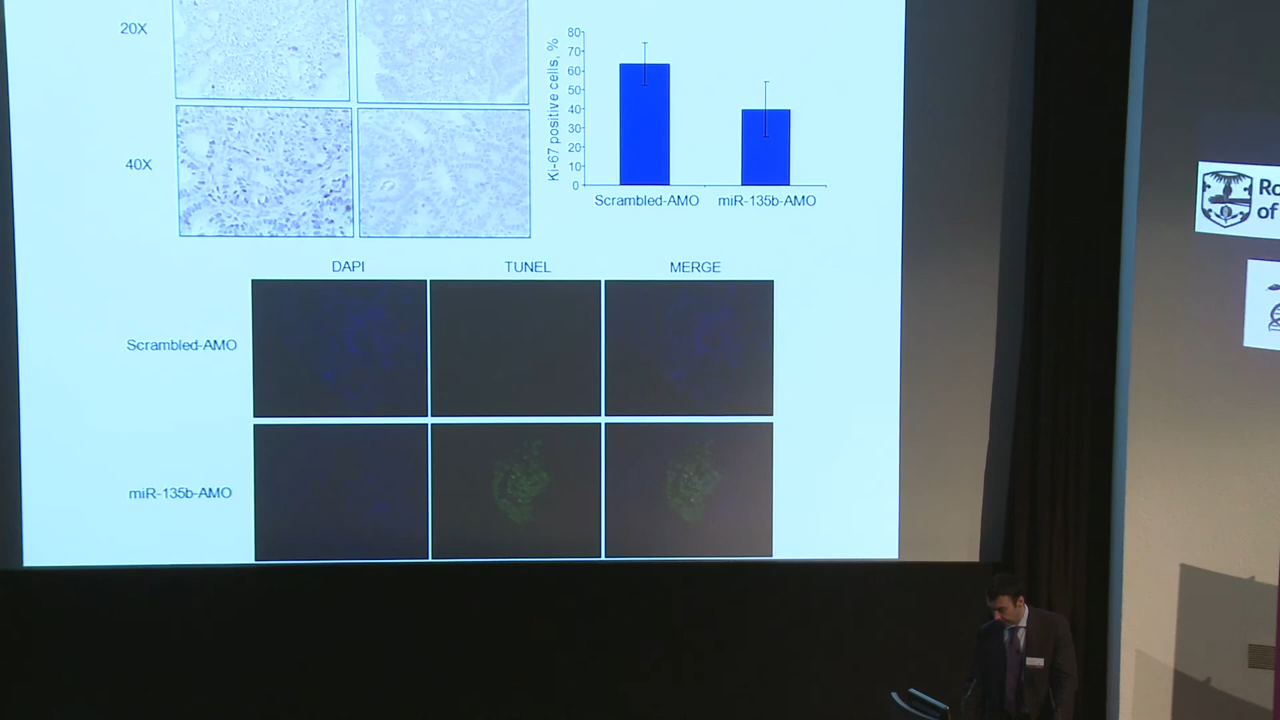 20X
40X
Ki-67 positive cells, %
80
70
60
50
40
30
20
10
0
Scrambled-AMO miR-135b-AMO
DAPI TUNEL MERGE
Scrambled-AMO
miR-135b-AMO
of